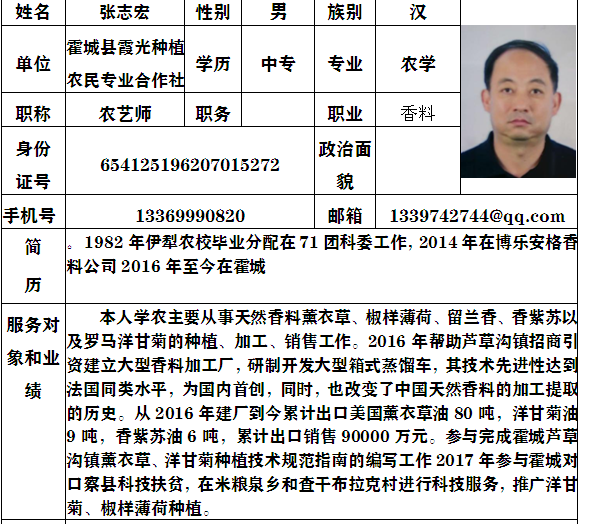 姓名 张志宏 性别 男 族别 汉
单位 霍城县霞光种植农民专业合作社 学历 中专 专业 农学
职称 农艺师 职务 职业 香料
身份证号 654125196207015272 政治面貌
手机号 13369990820 邮箱 1339742744@qq.com
简历
。1982 年伊犁农校毕业分配在 71 团科委工作, 2014 年在博乐安格香
料公司 2016 年至今在霍城
服务对象和业绩
本人学农主要从事天然香料薰衣草、椒样薄荷、留兰香、香紫苏以
及罗马洋甘菊的种植、加工、销售工作。2016 年帮助芦草沟镇招商引
资建立大型香料加工厂，研制开发大型箱式蒸馏车，其技术先进性达到
法国同类水平，为国内首创，同时，也改变了中国天然香料的加工提取
的历史。从 2016 年建厂到今累计出口美国薰衣草油 80 吨，洋甘菊油
9 吨，香紫苏油 6 吨，累计出口销售 90000 万元。参与完成霍城芦草
沟镇薰衣草、洋甘菊种植技术规范指南的编写工作 2017 年参与霍城对
口察县科技扶贫，在米粮泉乡和查干布拉克村进行科技服务，推广洋甘
菊、椒样薄荷种植。